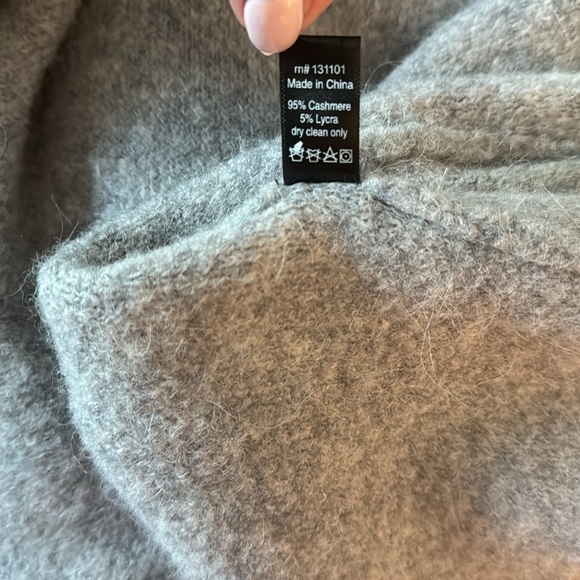 rn# 131101
Made in China
95% Cashmere
5% Lycra
dry clean only